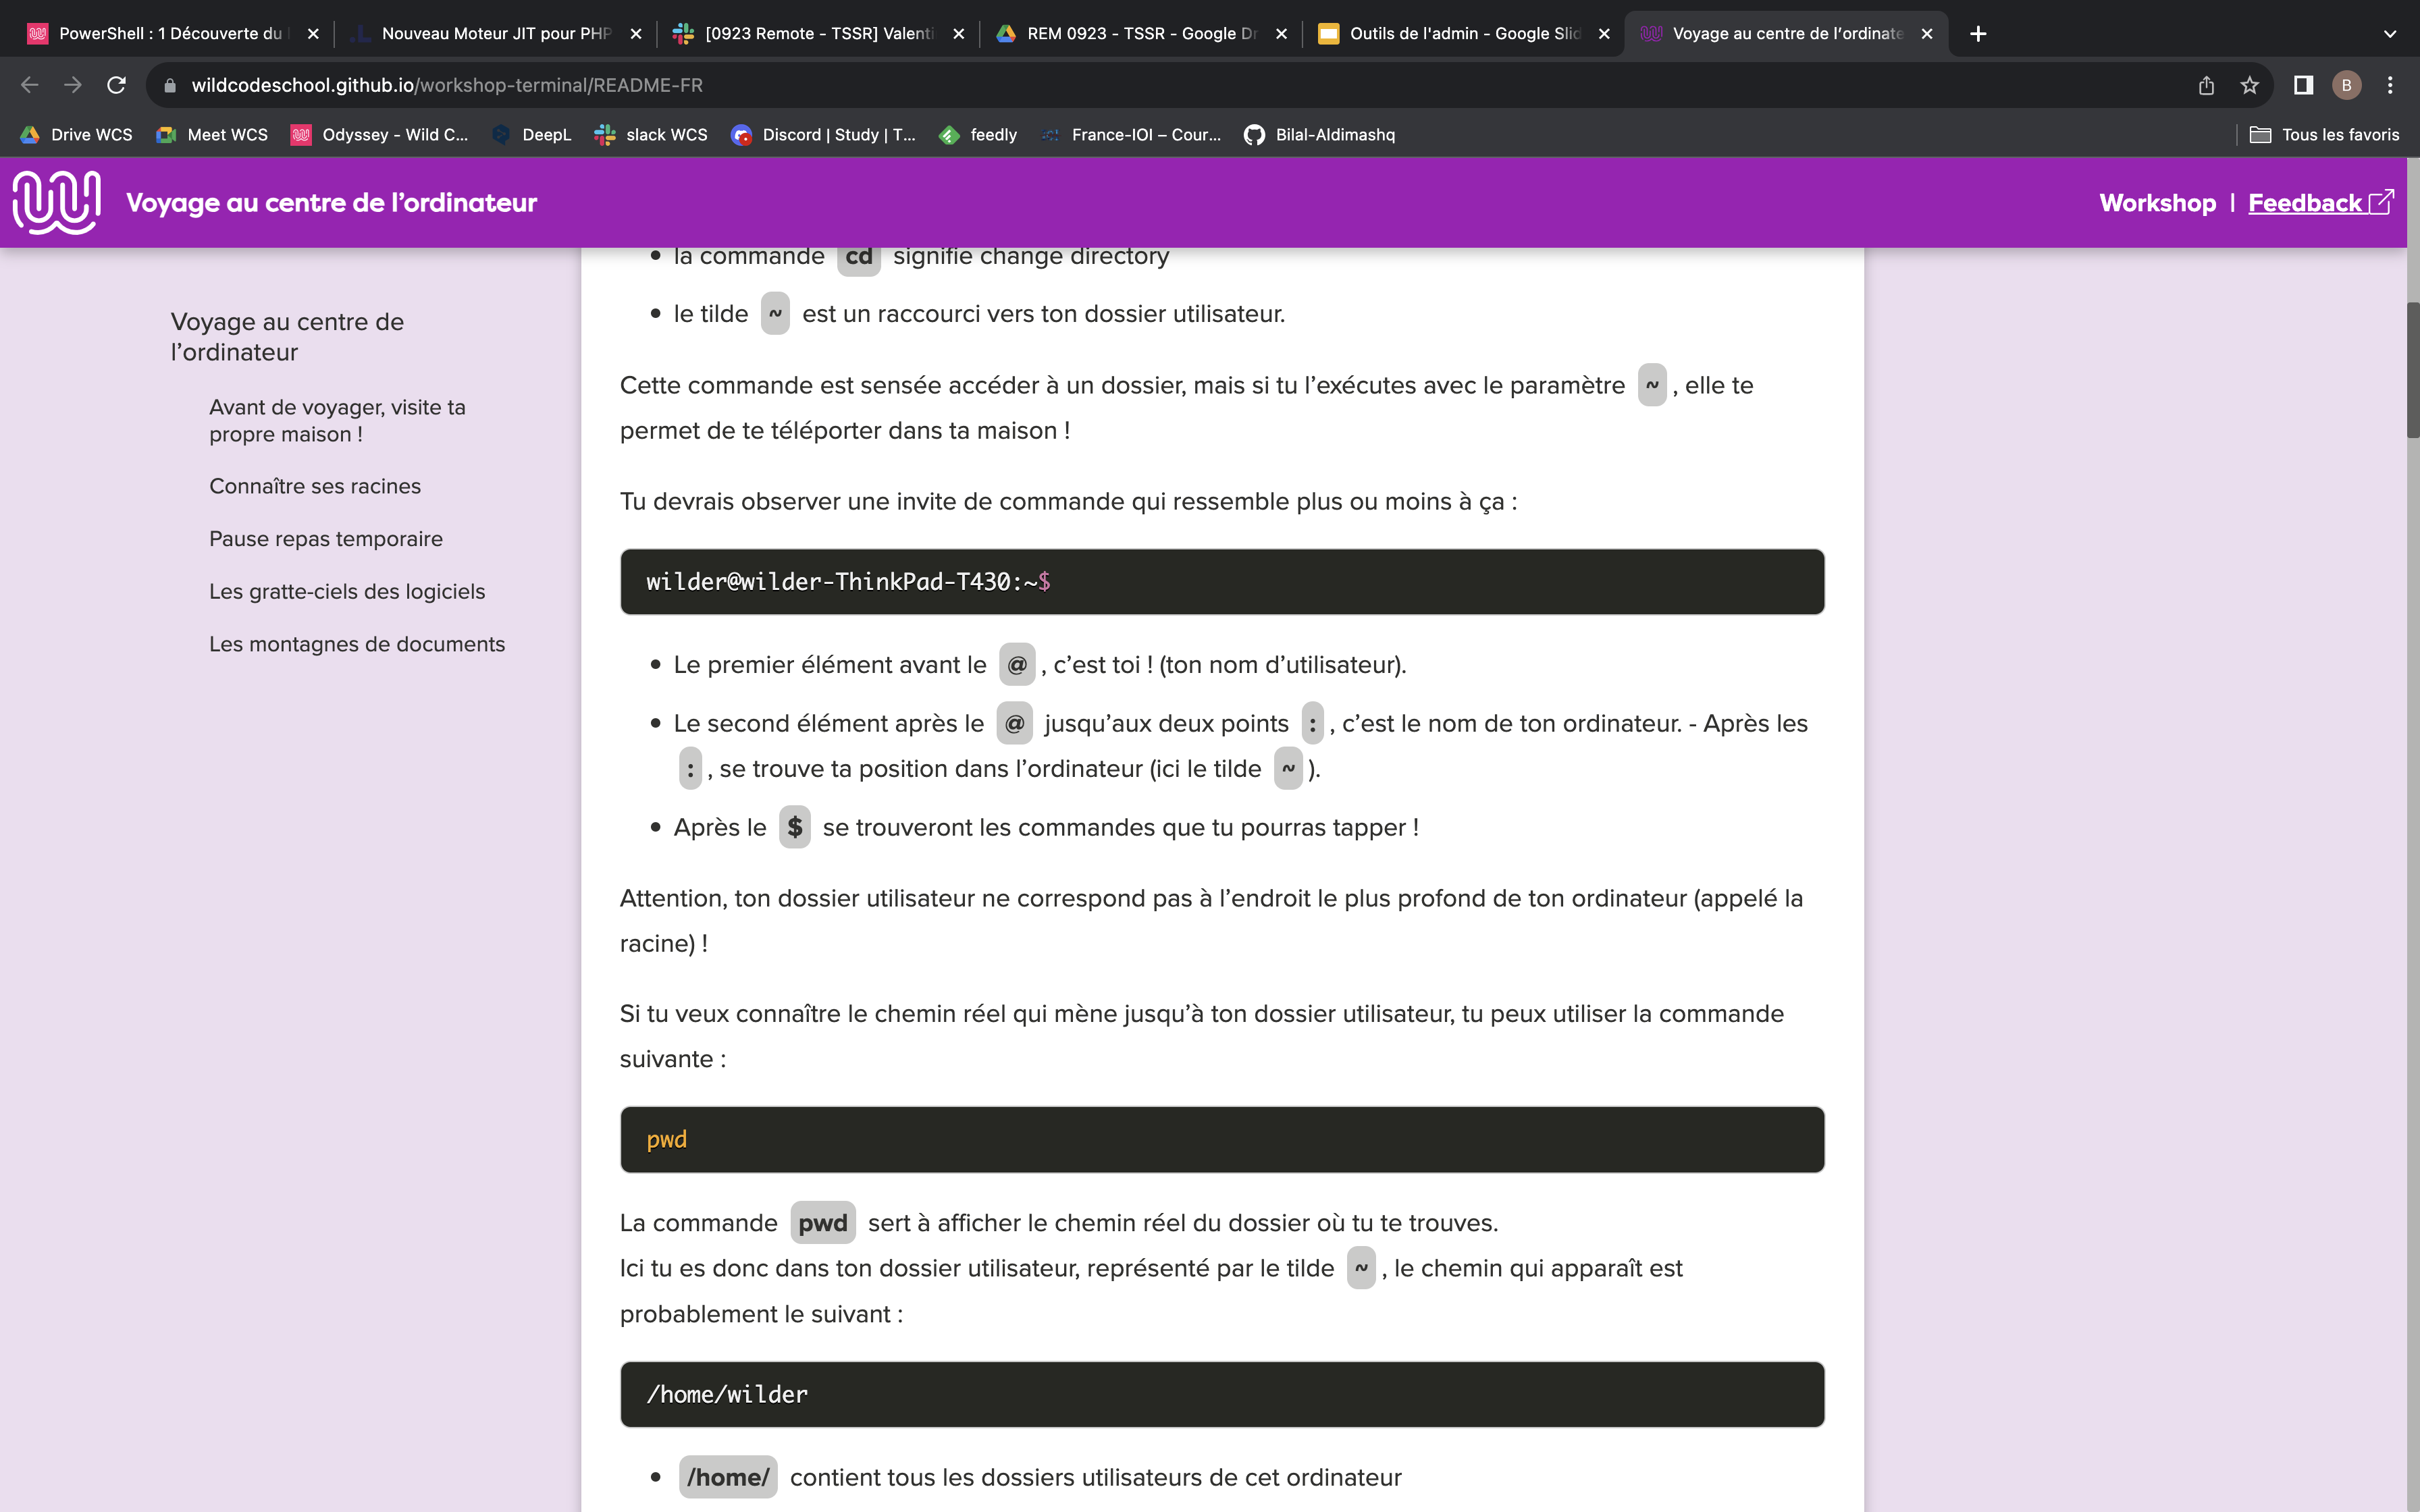 PowerShell : 1 Découverte du
Nouveau Moteur JIT pour PHP
[0923 Remote - TSSR] Valenti
REM 0923 - TSSR - Google Dr
Outils de l'admin - Google Slid
Voyage au centre de l'ordinate
wildcodeschool.github.io/workshop-terminal/README-FR
B
Drive WCS
Meet WCS
Odyssey - Wild C...
DeepL
slack WCS
Discord | Study | T...
feedly
France-IOI – Cour...
Bilal-Aldimashq
Tous les favoris
Voyage au centre de l’ordinateur
Workshop | Feedback
Voyage au centre de
l’ordinateur
Avant de voyager, visite ta
propre maison !
Connaître ses racines
Pause repas temporaire
Les gratte-ciels des logiciels
Les montagnes de documents
la commande cd signifie change directory
le tilde ~ est un raccourci vers ton dossier utilisateur.
Cette commande est sensée accéder à un dossier, mais si tu l’exécutes avec le paramètre ~ , elle te
permet de te téléporter dans ta maison !
Tu devrais observer une invite de commande qui ressemble plus ou moins à ça :
wilder@wilder-ThinkPad-T430:~$
Le premier élément avant le @ , c’est toi ! (ton nom d’utilisateur).
Le second élément après le @ jusqu’aux deux points : , c’est le nom de ton ordinateur. - Après les
: , se trouve ta position dans l’ordinateur (ici le tilde ~ ).
Après le $ se trouveront les commandes que tu pourras tapper !
Attention, ton dossier utilisateur ne correspond pas à l’endroit le plus profond de ton ordinateur (appelé la
racine) !
Si tu veux connaître le chemin réel qui mène jusqu’à ton dossier utilisateur, tu peux utiliser la commande
suivante :
pwd
La commande pwd sert à afficher le chemin réel du dossier où tu te trouves.
Ici tu es donc dans ton dossier utilisateur, représenté par le tilde ~ , le chemin qui apparaît est
probablement le suivant :
/home/wilder
/home/ contient tous les dossiers utilisateurs de cet ordinateur